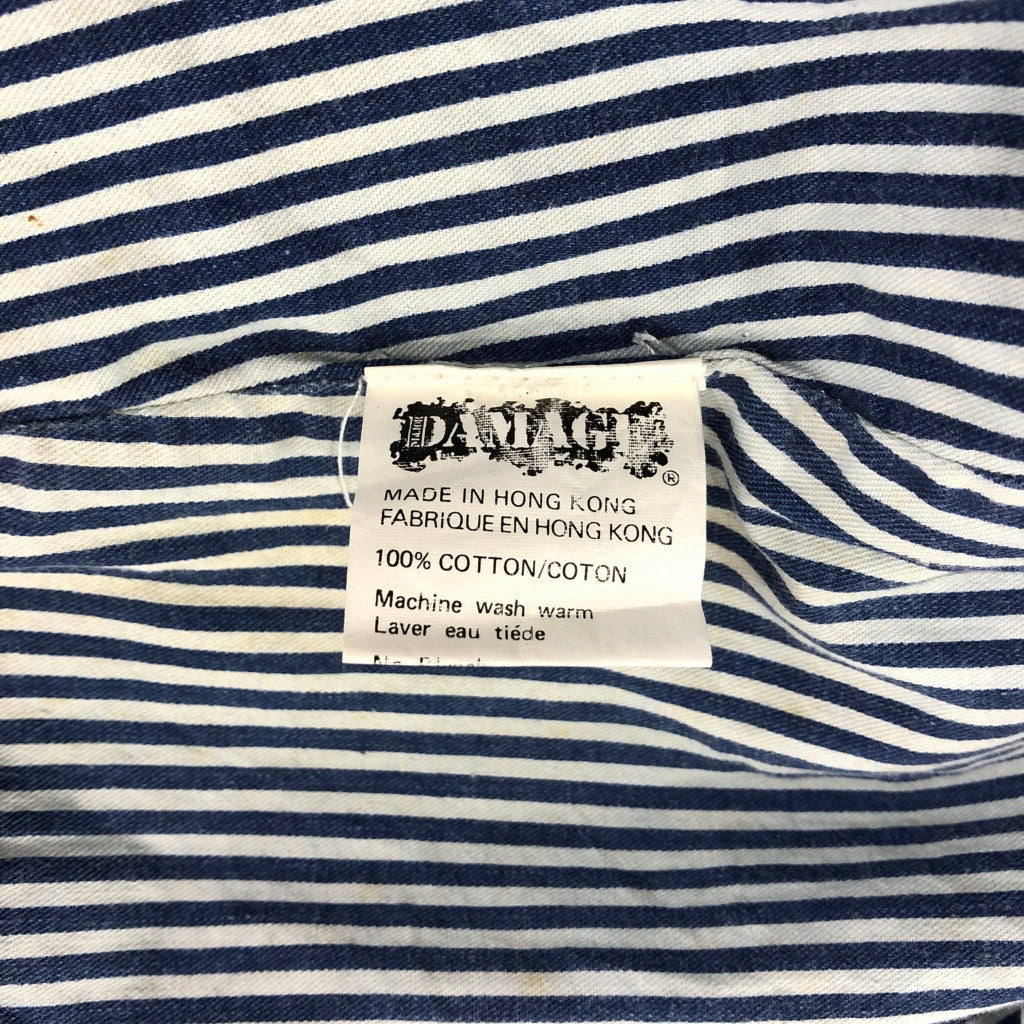 DAMAGE
®
MADE IN HONG KONG
FABRIQUE EN HONG KONG
100% COTTON/COTON
Machine wash warm
Laver eau tiéde